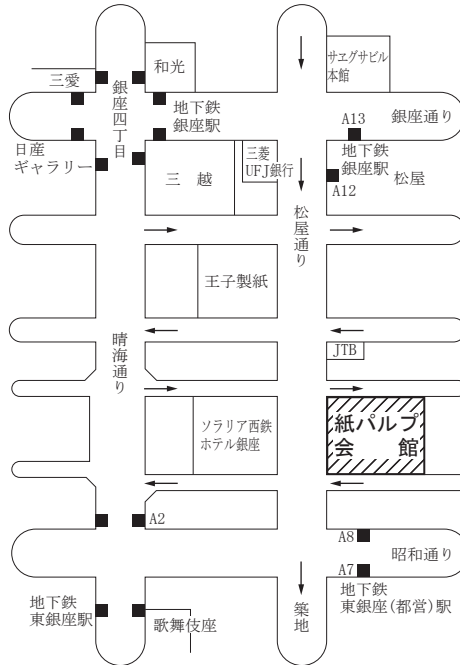 サヱグサビル
本館
和光
三愛
銀座四丁目
地下鉄
銀座駅
A13
銀座通り
日産
ギャラリー
三越
三菱
UFJ銀行
地下鉄
銀座駅
松屋
A12
松屋通り
王子製紙
晴海通り
JTB
ソラリア西鉄
ホテル銀座
紙パルプ
会館
A2
A8
昭和通り
A7
地下鉄
東銀座(都営)駅
地下鉄
東銀座駅
歌舞伎座
築地